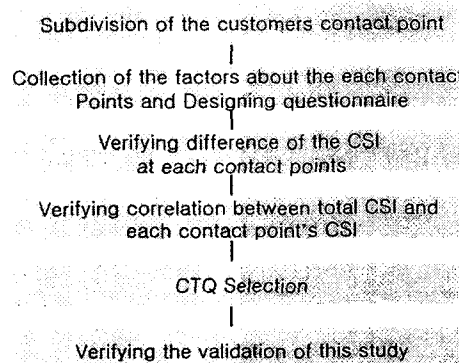 Subdivision of the customers contact point
Collection of the factors about the each contact
Points and Designing questionnaire
Verifying difference of the CSI
at each contact points
Verifying correlation between total CSI and
each contact point's CSI
CTQ Selection
Verifying the validation of this study